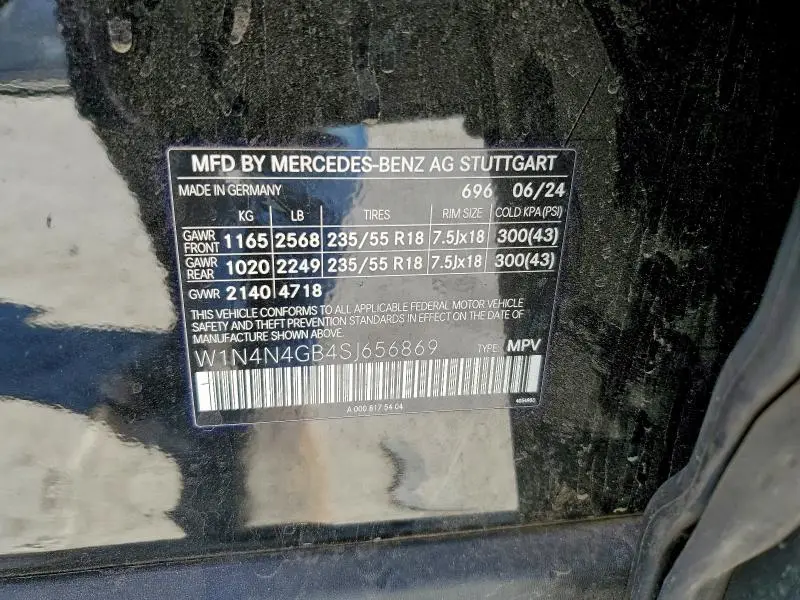 MFD BY MERCEDES-BENZ AG STUTTGART
MADE IN GERMANY 696 06/24
KG LB TIRES RIM SIZE COLD KPA(PSI)
GAWR FRONT 1165 2568 235/55 R18 7.5Jx18 300(43)
GAWR REAR 1020 2249 235/55 R18 7.5Jx18 300(43)
GVWR 2140 4718
THIS VEHICLE CONFORMS TO ALL APPLICABLE FEDERAL MOTOR VEHICLE
SAFETY AND THEFT PREVENTION STANDARDS IN EFFECT ON THE DATE OF
MANUFACTURE SHOWN ABOVE.
W1N4N4GB4SJ656869 TYPE: MPV
A 000 817 54 04